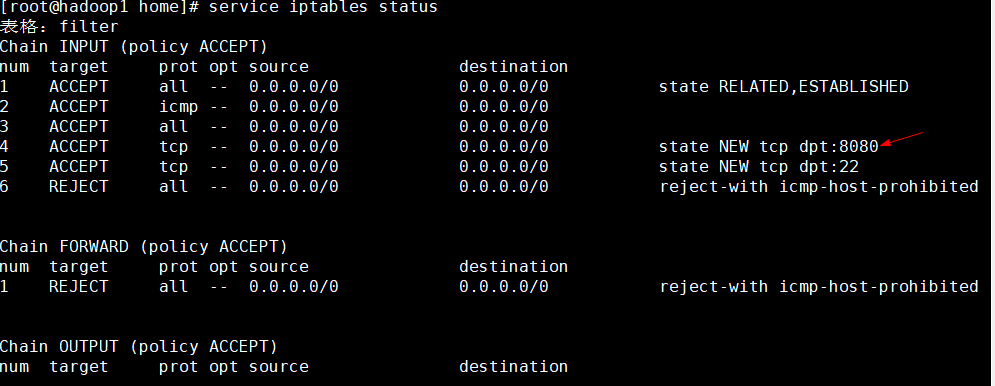 [root@hadoop1 home]# service iptables status
表格：filter
Chain INPUT (policy ACCEPT)
num  target     prot opt source               destination
1    ACCEPT     all  --  0.0.0.0/0            0.0.0.0/0           state RELATED,ESTABLISHED
2    ACCEPT     icmp --  0.0.0.0/0            0.0.0.0/0
3    ACCEPT     all  --  0.0.0.0/0            0.0.0.0/0
4    ACCEPT     tcp  --  0.0.0.0/0            0.0.0.0/0           state NEW tcp dpt:8080
5    ACCEPT     tcp  --  0.0.0.0/0            0.0.0.0/0           state NEW tcp dpt:22
6    REJECT     all  --  0.0.0.0/0            0.0.0.0/0           reject-with icmp-host-prohibited
Chain FORWARD (policy ACCEPT)
num  target     prot opt source               destination
1    REJECT     all  --  0.0.0.0/0            0.0.0.0/0           reject-with icmp-host-prohibited
Chain OUTPUT (policy ACCEPT)
num  target     prot opt source               destination